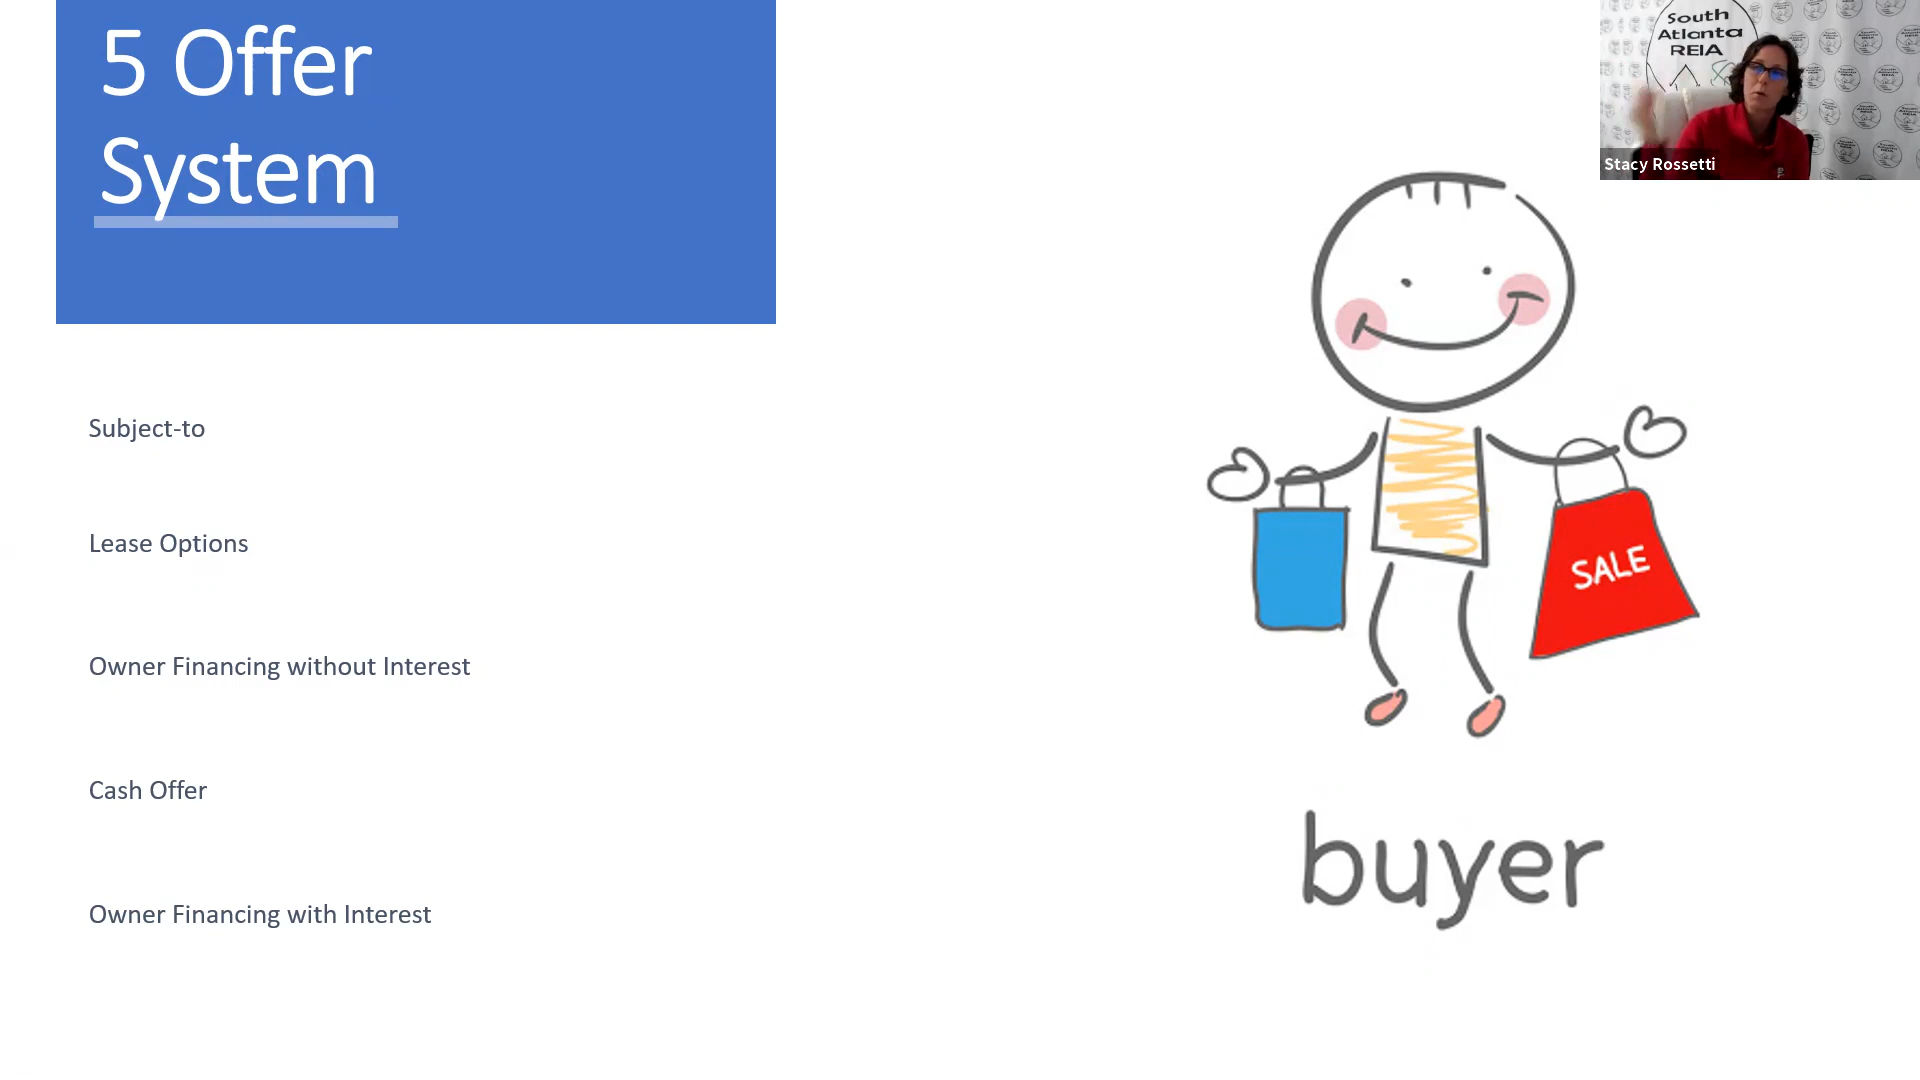 5 Offer
System
Subject-to
Lease Options
Owner Financing without Interest
Cash Offer
Owner Financing with Interest
SALE
buyer
South
Atlanta
REIA
Stacy Rossetti